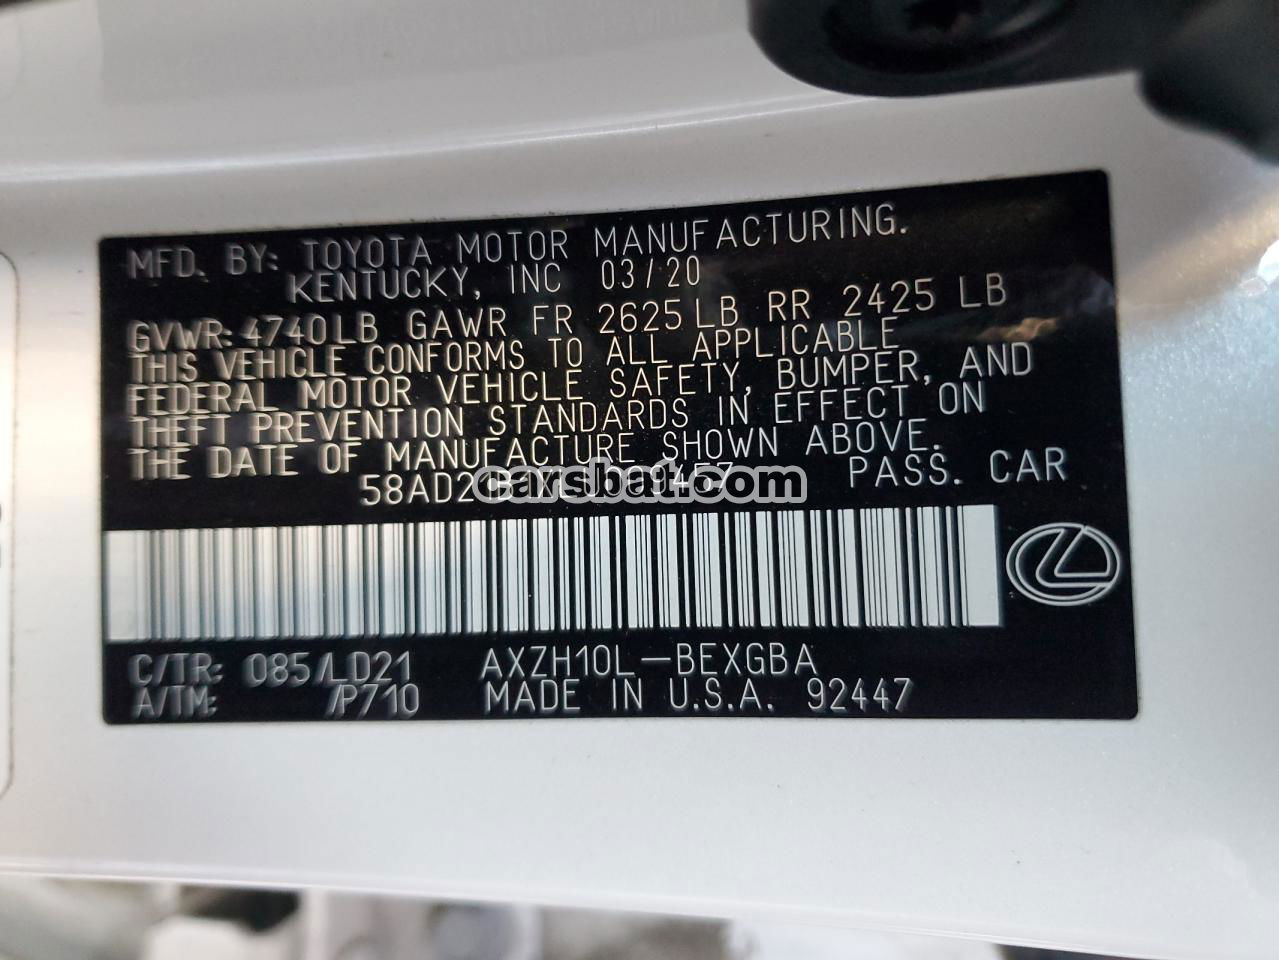 MFD. BY: TOYOTA MOTOR MANUFACTURING.
KENTUCKY, INC 03/20
GVWR: 4740LB GAWR FR 2625LB RR 2425 LB
THIS VEHICLE CONFORMS TO ALL APPLICABLE
FEDERAL MOTOR VEHICLE SAFETY, BUMPER, AND
THEFT PREVENTION STANDARDS IN EFFECT ON
THE DATE OF MANUFACTURE SHOWN ABOVE.
PASS. CAR
carsbat.com
C/TR: 085/LD21 AXZH10L-BEXGBA
A/TM: /P710 MADE IN U.S.A. 92447